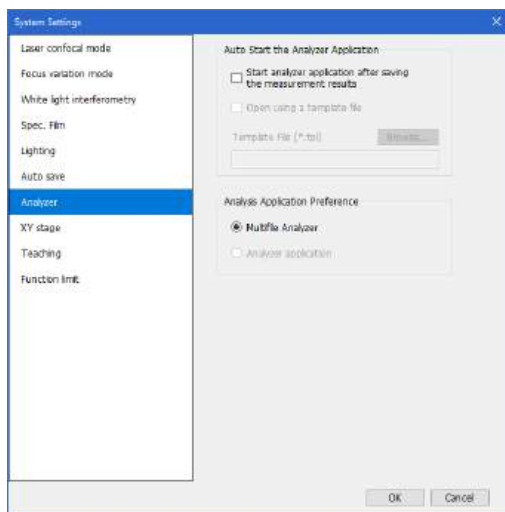 System Settings
Laser confocal mode
Focus variation mode
White light interferometry
Spec. Film
Lighting
Auto save
Analyzer
XY stage
Teaching
Function limit
Auto Start the Analyzer Application
Start analyzer application after saving
the measurement results
Open using a template file
Template File (*.tpl)
Browse...
Analysis Application Preference
Multifile Analyzer
Analyzer application
OK
Cancel